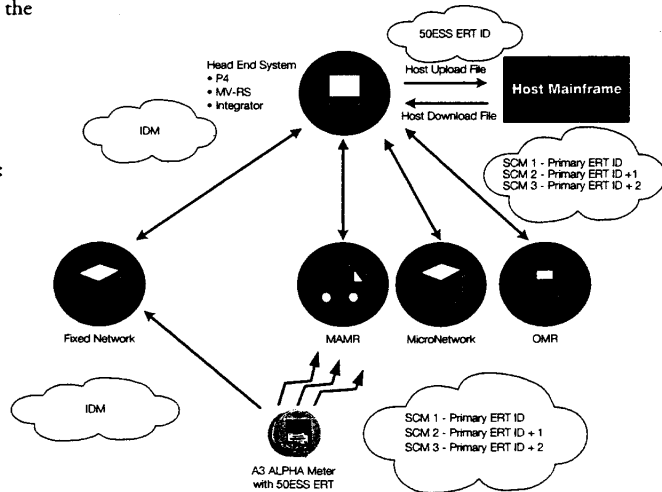 the
50ESS ERT ID
Head End System
• P4
• MV-RS
• Integrator
Host Upload File
Host Mainframe
Host Download File
IDM
SCM 1 - Primary ERT ID
SCM 2 - Primary ERT ID +1
SCM 3 - Primary ERT ID + 2
:
Fixed Network
MAMR
MicroNetwork
OMR
IDM
SCM 1 - Primary ERT ID
SCM 2 - Primary ERT ID + 1
SCM 3 - Primary ERT ID + 2
A3 ALPHA Meter
with 50ESS ERT